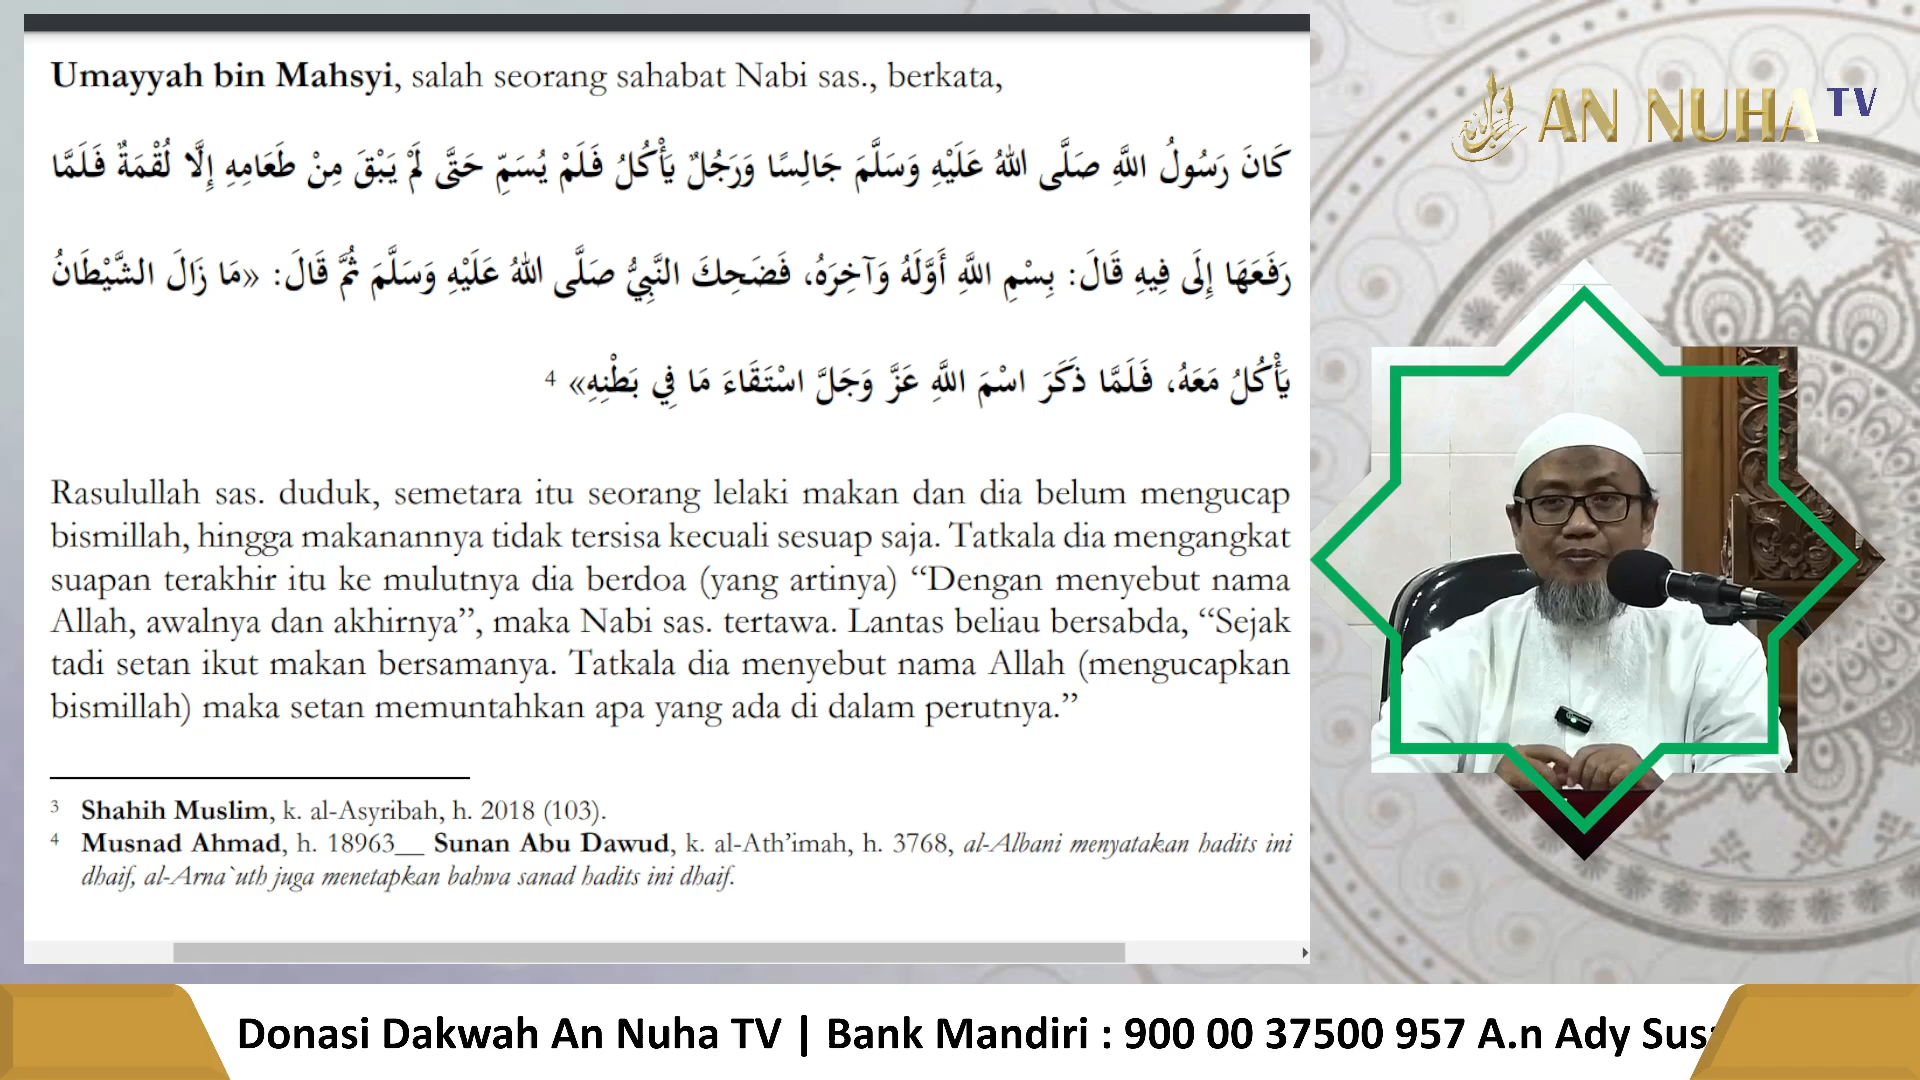 Umayyah bin Mahsyi, salah seorang sahabat Nabi sas., berkata,
كَانَ رَسُولُ اللَّهِ صَلَّى اللهُ عَلَيْهِ وَسَلَّمَ جَالِسًا وَرَجُلٌ يَأْكُلُ فَلَمْ يُسَمِّ حَتَّى لَمْ يَبْقَ مِنْ طَعَامِهِ إِلَّا لُقْمَةٌ فَلَمَّا
رَفَعَهَا إِلَى فِيهِ قَالَ: بِسْمِ اللَّهِ أَوَّلَهُ وَآخِرَهُ، فَضَحِكَ النَّبِيُّ صَلَّى اللهُ عَلَيْهِ وَسَلَّمَ ثُمَّ قَالَ: «مَا زَالَ الشَّيْطَانُ
يَأْكُلُ مَعَهُ، فَلَمَّا ذَكَرَ اسْمَ اللَّهِ عَزَّ وَجَلَّ اسْتَقَاءَ مَا فِي بَطْنِهِ» 4
Rasulullah sas. duduk, semetara itu seorang lelaki makan dan dia belum mengucap
bismillah, hingga makanannya tidak tersisa kecuali sesuap saja. Tatkala dia mengangkat
suapan terakhir itu ke mulutnya dia berdoa (yang artinya) “Dengan menyebut nama
Allah, awalnya dan akhirnya”, maka Nabi sas. tertawa. Lantas beliau bersabda, “Sejak
tadi setan ikut makan bersamanya. Tatkala dia menyebut nama Allah (mengucapkan
bismillah) maka setan memuntahkan apa yang ada di dalam perutnya.”
3 Shahih Muslim, k. al-Asyribah, h. 2018 (103).
4 Musnad Ahmad, h. 18963__ Sunan Abu Dawud, k. al-Ath’imah, h. 3768, al-Albani menyatakan hadits ini
dhaif, al-Arna`uth juga menetapkan bahwa sanad hadits ini dhaif.
AN NUHA TV
Donasi Dakwah An Nuha TV | Bank Mandiri : 900 00 37500 957 A.n Ady